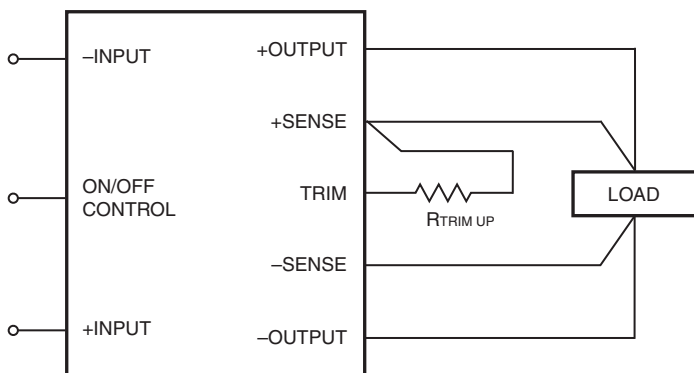 –INPUT
+OUTPUT
+SENSE
ON/OFF
CONTROL
TRIM
LOAD
RTRIM UP
–SENSE
+INPUT
–OUTPUT